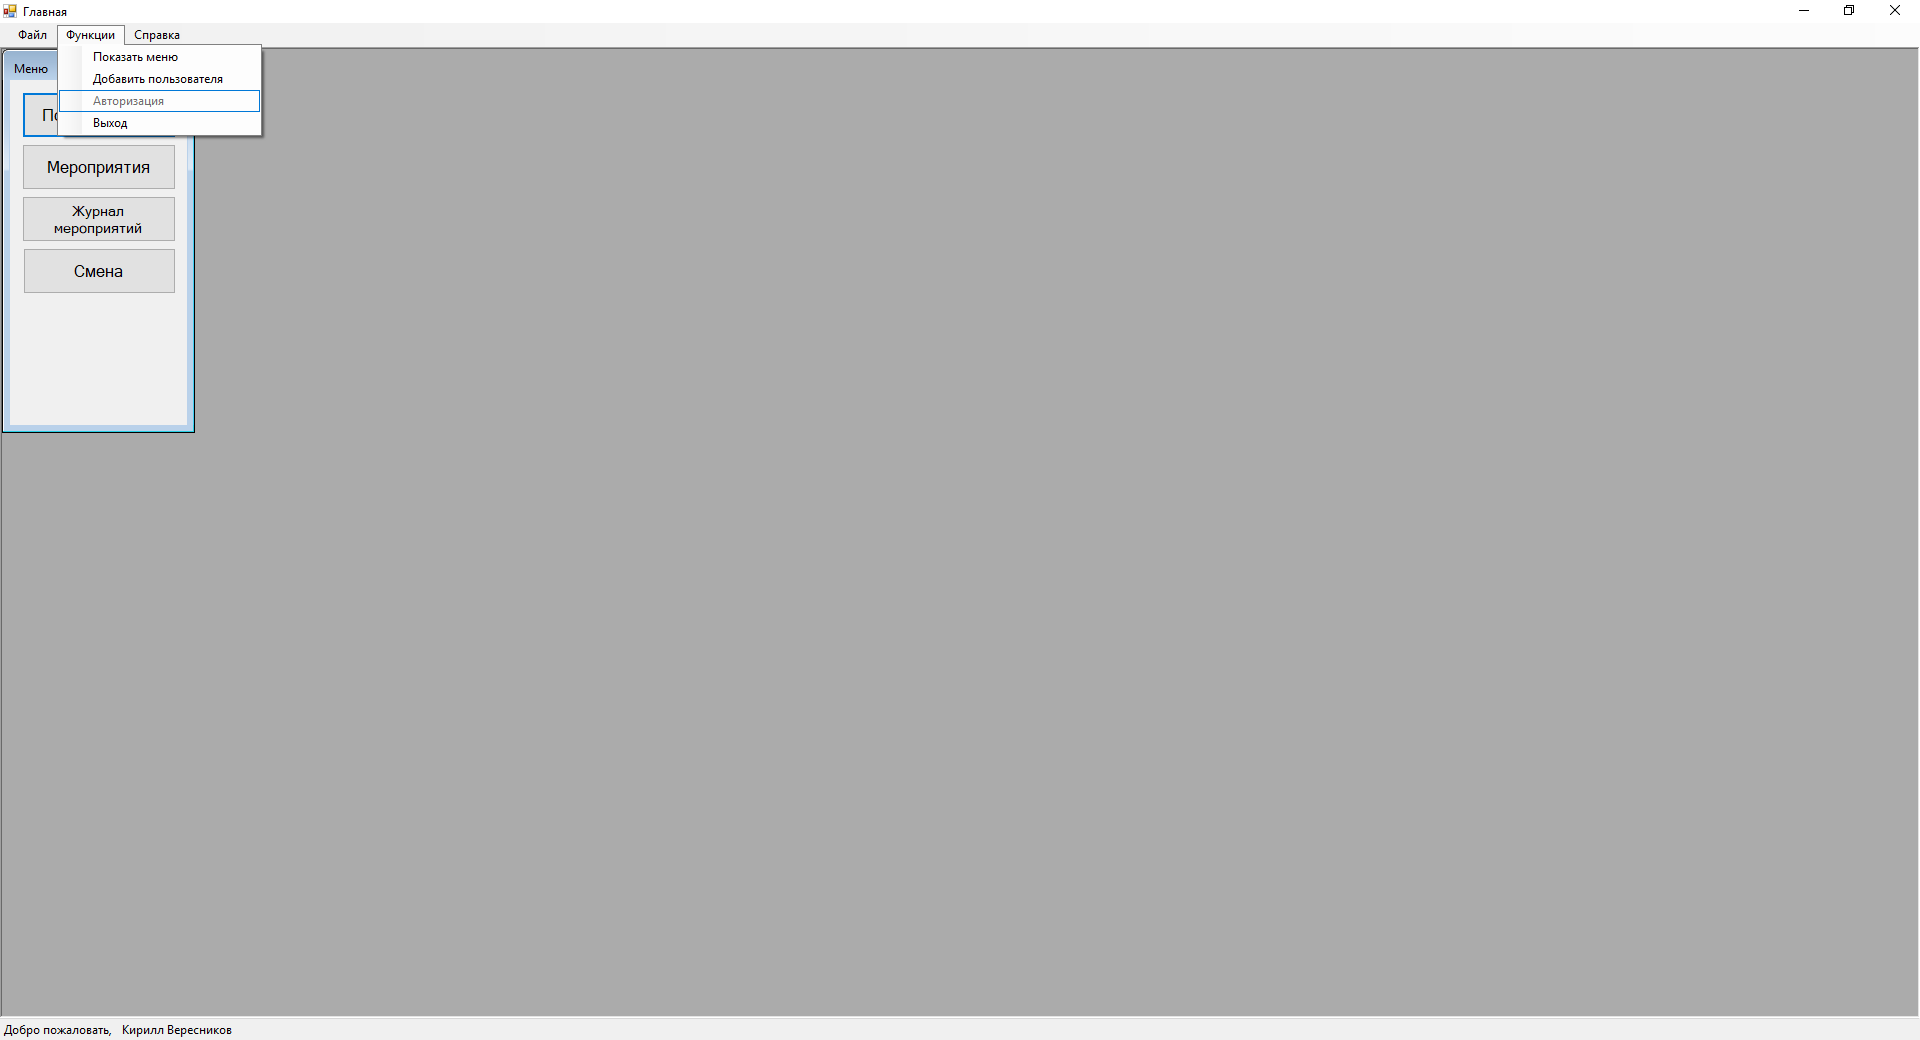 Главная
Файл Функции Справка
Показать меню
Добавить пользователя
Авторизация
Выход
Меню
Мероприятия
Журнал
мероприятий
Смена
Добро пожаловать, Кирилл Вересников